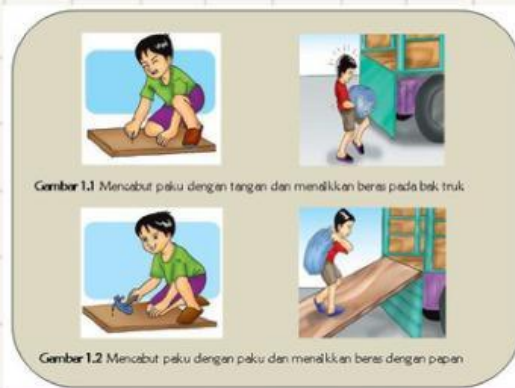 Gambar 1.1 Mencabut paku dengan tangan dan menaikkan beras pada bak truk
Gambar 1.2 Mencabut paku dengan paku dan menaikkan beras dengan papan